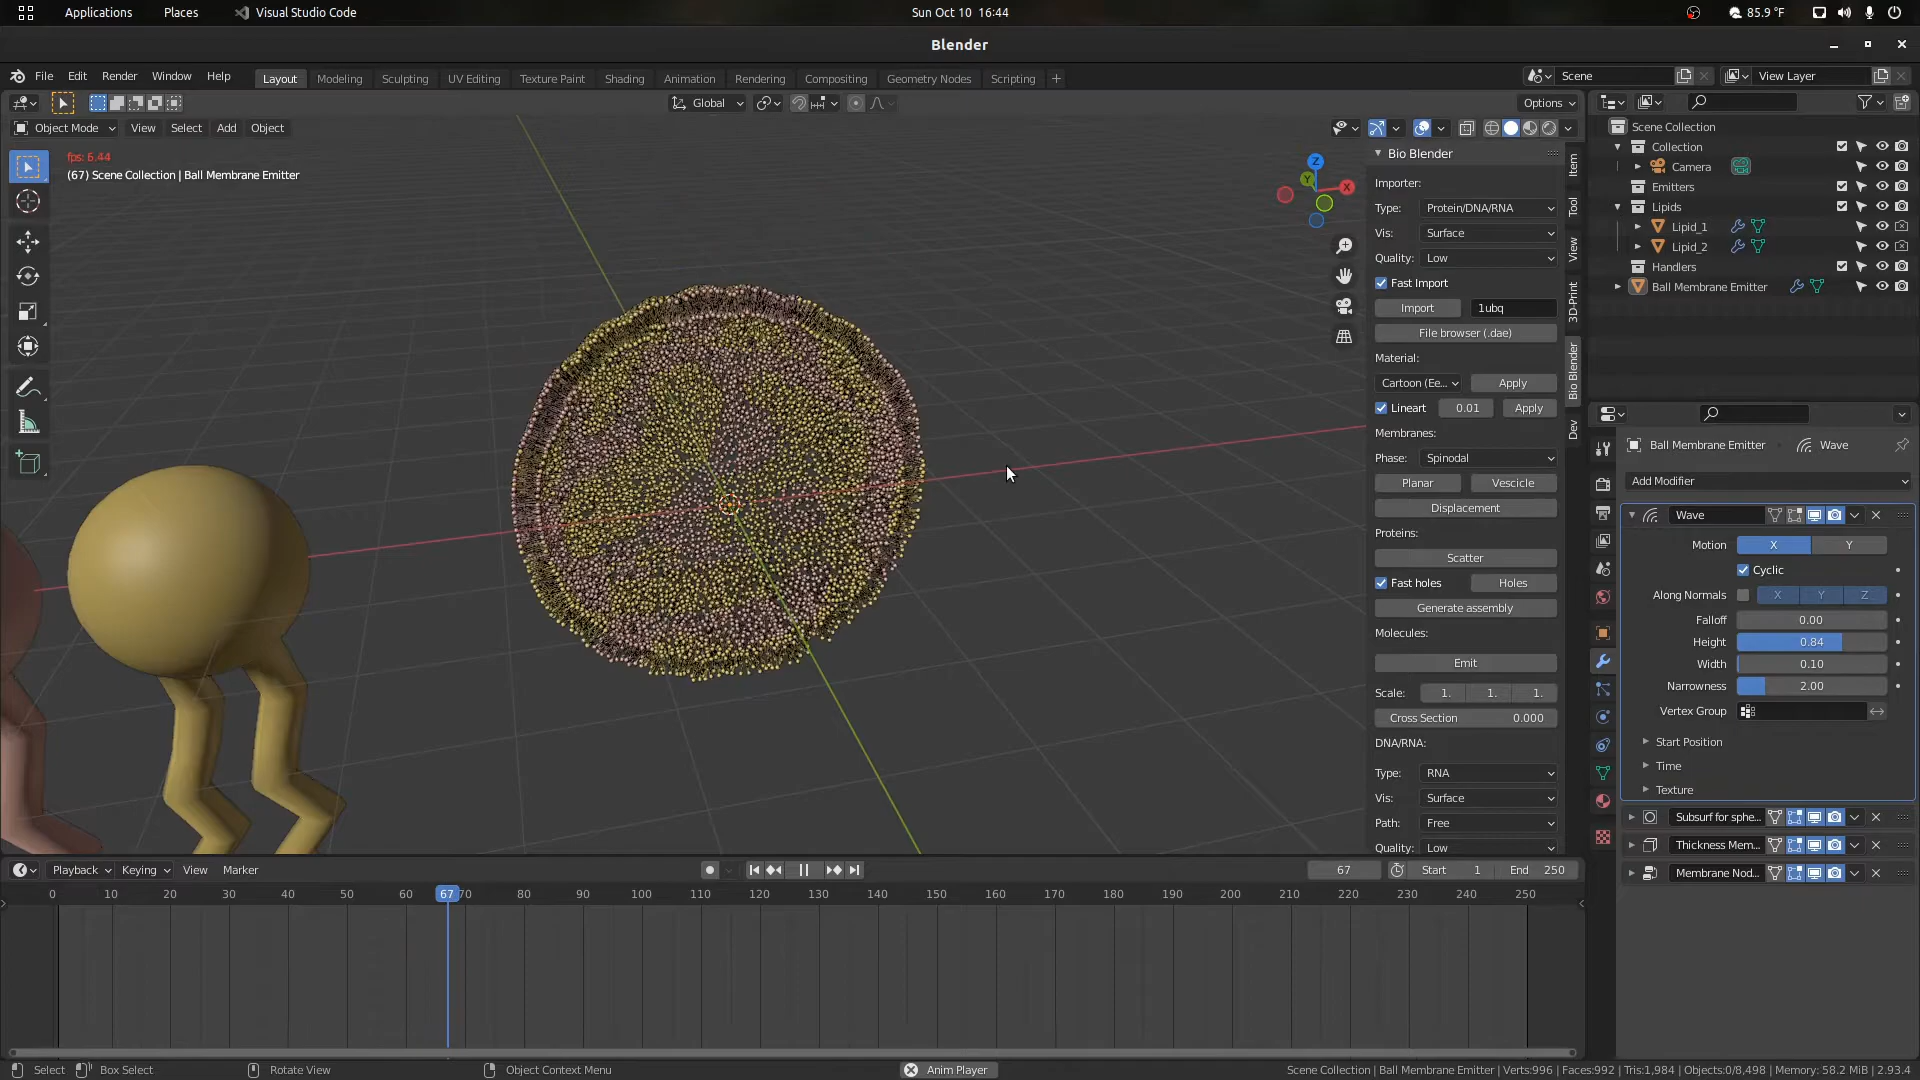 Applications Places Visual Studio Code Sun Oct 10 16:44 85.9 °F
Blender
File Edit Render Window Help Layout Modeling Sculpting UV Editing Texture Paint Shading Animation Rendering Compositing Geometry Nodes Scripting + Scene View Layer
Global Options
Object Mode View Select Add Object
fps: 6.44
(67) Scene Collection | Ball Membrane Emitter
Z
Y
X
Bio Blender
Importer:
Type: Protein/DNA/RNA
Vis: Surface
Quality: Low
Fast Import
Import 1ubq
File browser (.dae)
Material:
Cartoon (Ee... Apply
Lineart 0.01 Apply
Membranes:
Phase: Spinodal
Planar Vescicle
Displacement
Proteins:
Scatter
Fast holes Holes
Generate assembly
Molecules:
Emit
Scale: 1. 1. 1.
Cross Section 0.000
DNA/RNA:
Type: RNA
Vis: Surface
Path: Free
Quality: Low
Item
Tool
View
3D-Print
Bio Blender
Dev
Scene Collection
Collection
Camera
Emitters
Lipids
Lipid_1
Lipid_2
Handlers
Ball Membrane Emitter
Ball Membrane Emitter Wave
Add Modifier
Wave
Motion X Y
Cyclic
Along Normals X Y Z
Falloff 0.00
Height 0.84
Width 0.10
Narrowness 2.00
Vertex Group
Start Position
Time
Texture
Subsurf for sphe...
Thickness Mem...
Membrane Nod...
Playback Keying View Marker 67 Start 1 End 250
0 10 20 30 40 50 60 67 70 80 90 100 110 120 130 140 150 160 170 180 190 200 210 220 230 240 250
Select Box Select Rotate View Object Context Menu Anim Player Scene Collection | Ball Membrane Emitter | Verts:996 | Faces:992 | Tris:1,984 | Objects:0/8,498 | Memory: 58.2 MiB | 2.93.4